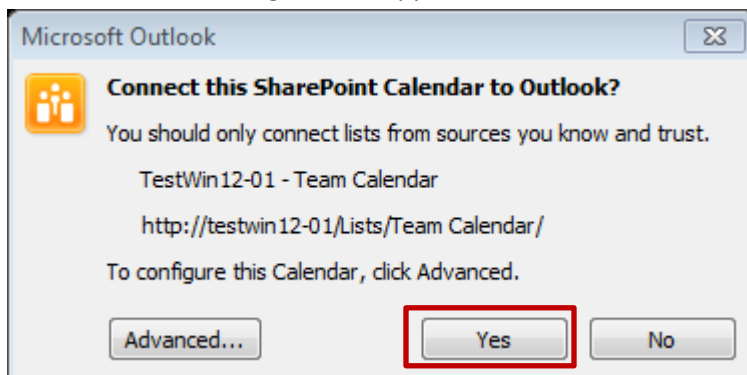 Microsoft Outlook
Connect this SharePoint Calendar to Outlook?
You should only connect lists from sources you know and trust.
TestWin12-01 - Team Calendar
http://testwin12-01/Lists/Team Calendar/
To configure this Calendar, click Advanced.
Advanced... Yes No